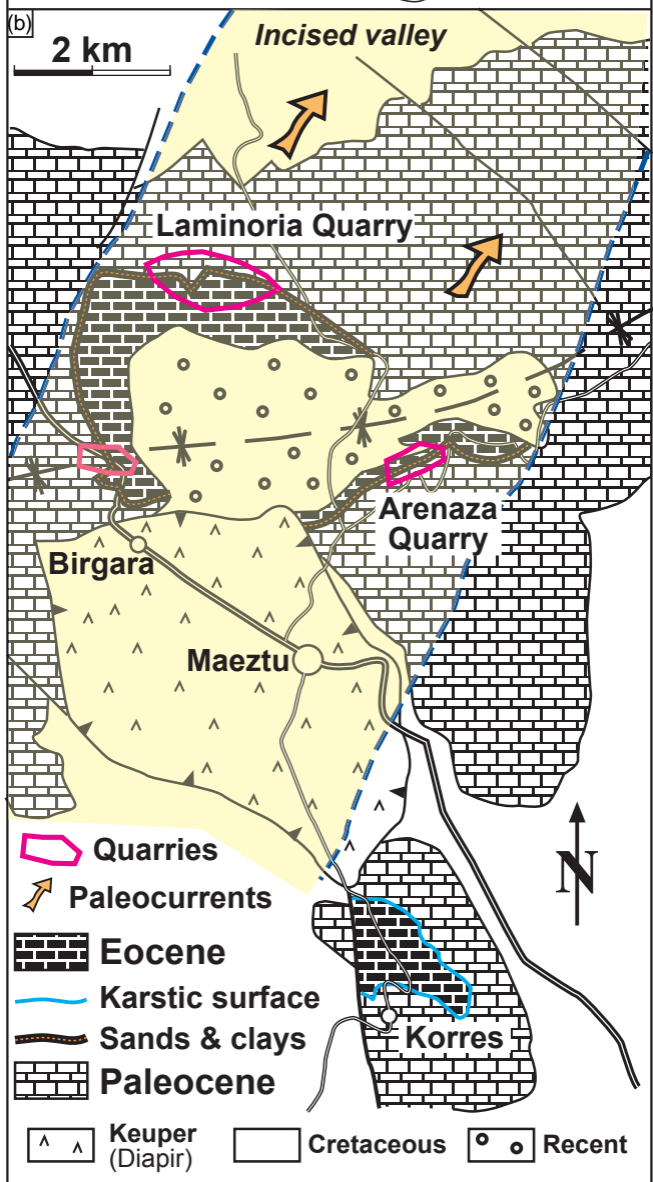 (b)
2 km
Incised valley
Laminoria Quarry
Arenaza
Quarry
Birgara
Maeztu
Quarries
Paleocurrents
N
Eocene
Karstic surface
Sands & clays
Korres
Paleocene
Keuper
(Diapir)
Cretaceous
Recent